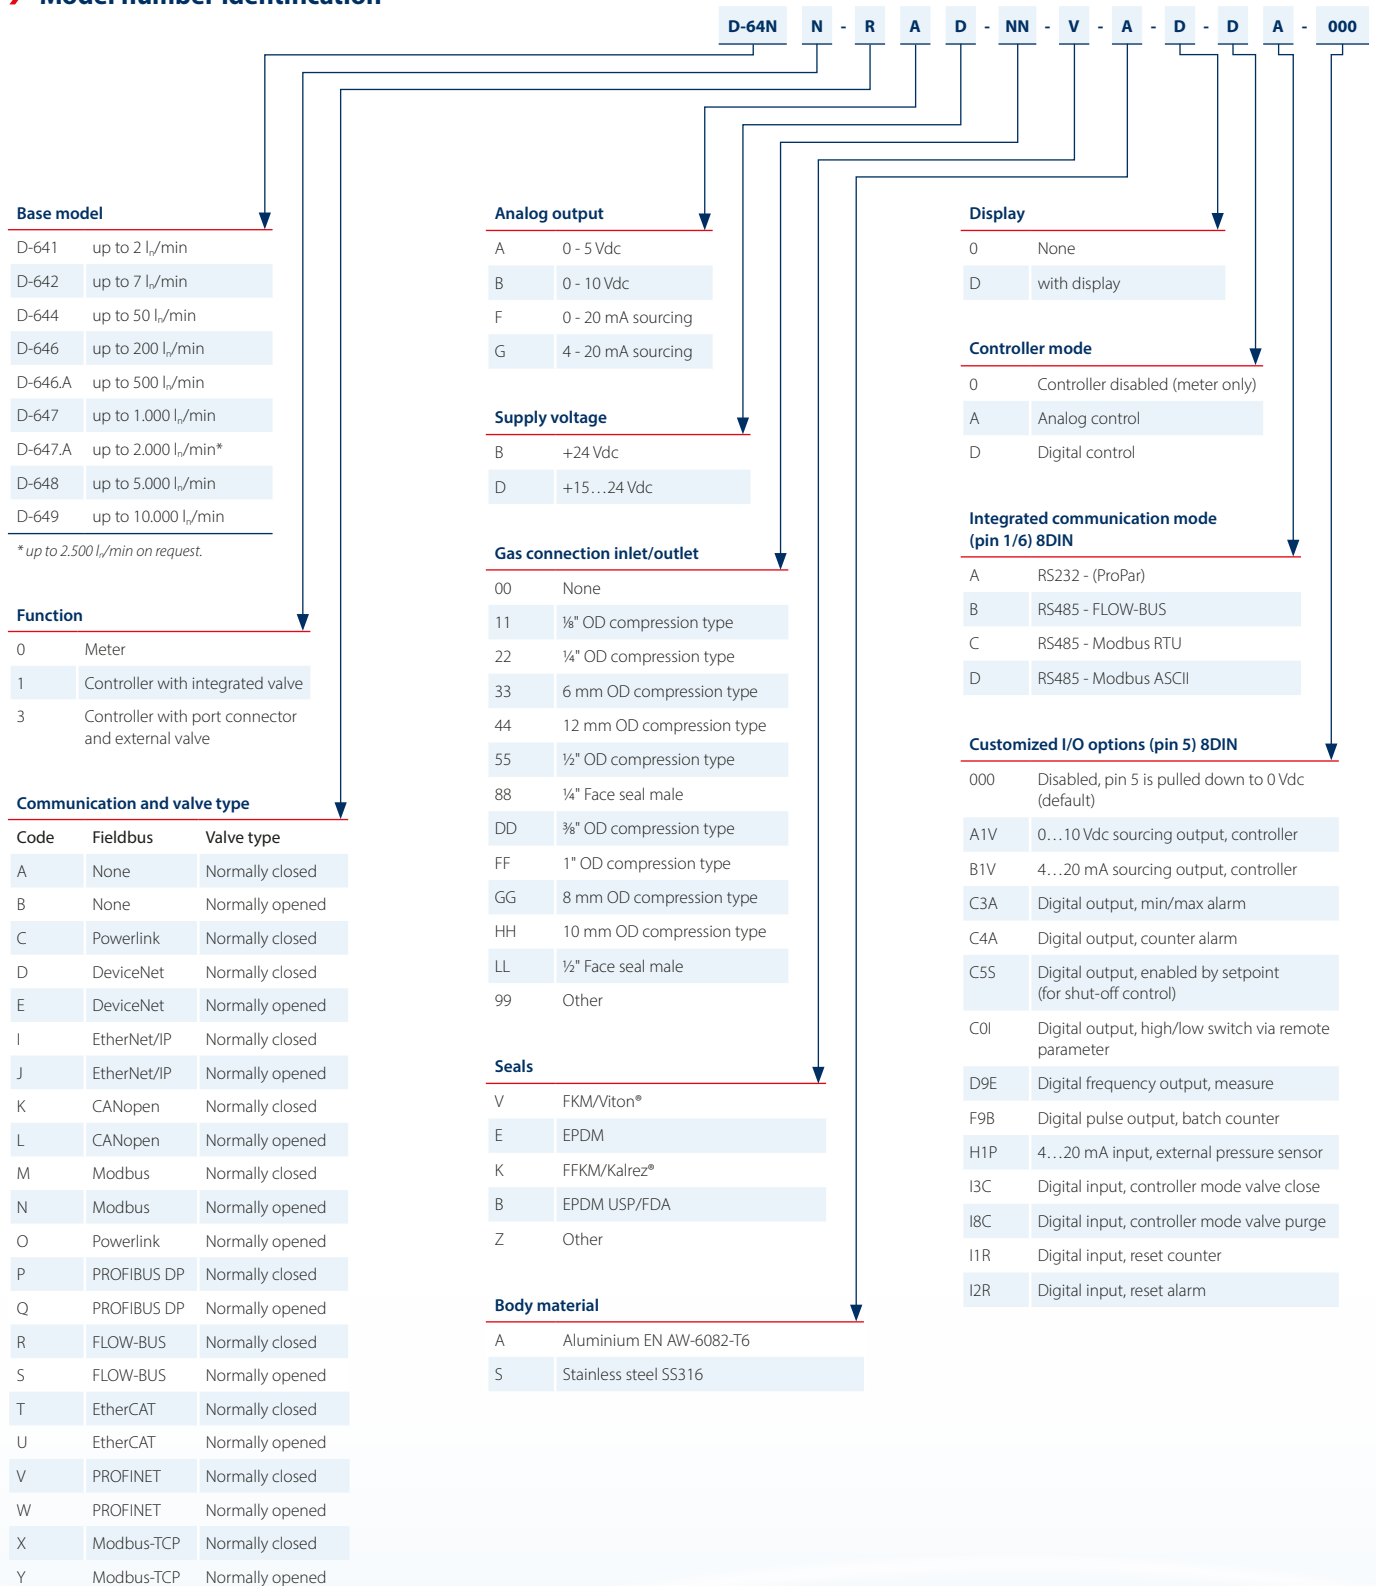 Model number identification
D-64N N - R A D - NN - V - A - D - D A - 000
Base model
D-641 up to 2 ln/min
D-642 up to 7 ln/min
D-644 up to 50 ln/min
D-646 up to 200 ln/min
D-646.A up to 500 ln/min
D-647 up to 1.000 ln/min
D-647.A up to 2.000 ln/min*
D-648 up to 5.000 ln/min
D-649 up to 10.000 ln/min
* up to 2.500 ln/min on request.
Function
0 Meter
1 Controller with integrated valve
3 Controller with port connector
and external valve
Communication and valve type
Code Fieldbus Valve type
A None Normally closed
B None Normally opened
C Powerlink Normally closed
D DeviceNet Normally closed
E DeviceNet Normally opened
I EtherNet/IP Normally closed
J EtherNet/IP Normally opened
K CANopen Normally closed
L CANopen Normally opened
M Modbus Normally closed
N Modbus Normally opened
O Powerlink Normally opened
P PROFIBUS DP Normally closed
Q PROFIBUS DP Normally opened
R FLOW-BUS Normally closed
S FLOW-BUS Normally opened
T EtherCAT Normally closed
U EtherCAT Normally opened
V PROFINET Normally closed
W PROFINET Normally opened
X Modbus-TCP Normally closed
Y Modbus-TCP Normally opened
Analog output
A 0 - 5 Vdc
B 0 - 10 Vdc
F 0 - 20 mA sourcing
G 4 - 20 mA sourcing
Supply voltage
B +24 Vdc
D +15…24 Vdc
Gas connection inlet/outlet
00 None
11 ⅛" OD compression type
22 ¼" OD compression type
33 6 mm OD compression type
44 12 mm OD compression type
55 ½" OD compression type
88 ¼" Face seal male
DD ⅜" OD compression type
FF 1" OD compression type
GG 8 mm OD compression type
HH 10 mm OD compression type
LL ½" Face seal male
99 Other
Seals
V FKM/Viton®
E EPDM
K FFKM/Kalrez®
B EPDM USP/FDA
Z Other
Body material
A Aluminium EN AW-6082-T6
S Stainless steel SS316
Display
0 None
D with display
Controller mode
0 Controller disabled (meter only)
A Analog control
D Digital control
Integrated communication mode
(pin 1/6) 8DIN
A RS232 - (ProPar)
B RS485 - FLOW-BUS
C RS485 - Modbus RTU
D RS485 - Modbus ASCII
Customized I/O options (pin 5) 8DIN
000 Disabled, pin 5 is pulled down to 0 Vdc
(default)
A1V 0…10 Vdc sourcing output, controller
B1V 4…20 mA sourcing output, controller
C3A Digital output, min/max alarm
C4A Digital output, counter alarm
C5S Digital output, enabled by setpoint
(for shut-off control)
C0I Digital output, high/low switch via remote
parameter
D9E Digital frequency output, measure
F9B Digital pulse output, batch counter
H1P 4…20 mA input, external pressure sensor
I3C Digital input, controller mode valve close
I8C Digital input, controller mode valve purge
I1R Digital input, reset counter
I2R Digital input, reset alarm